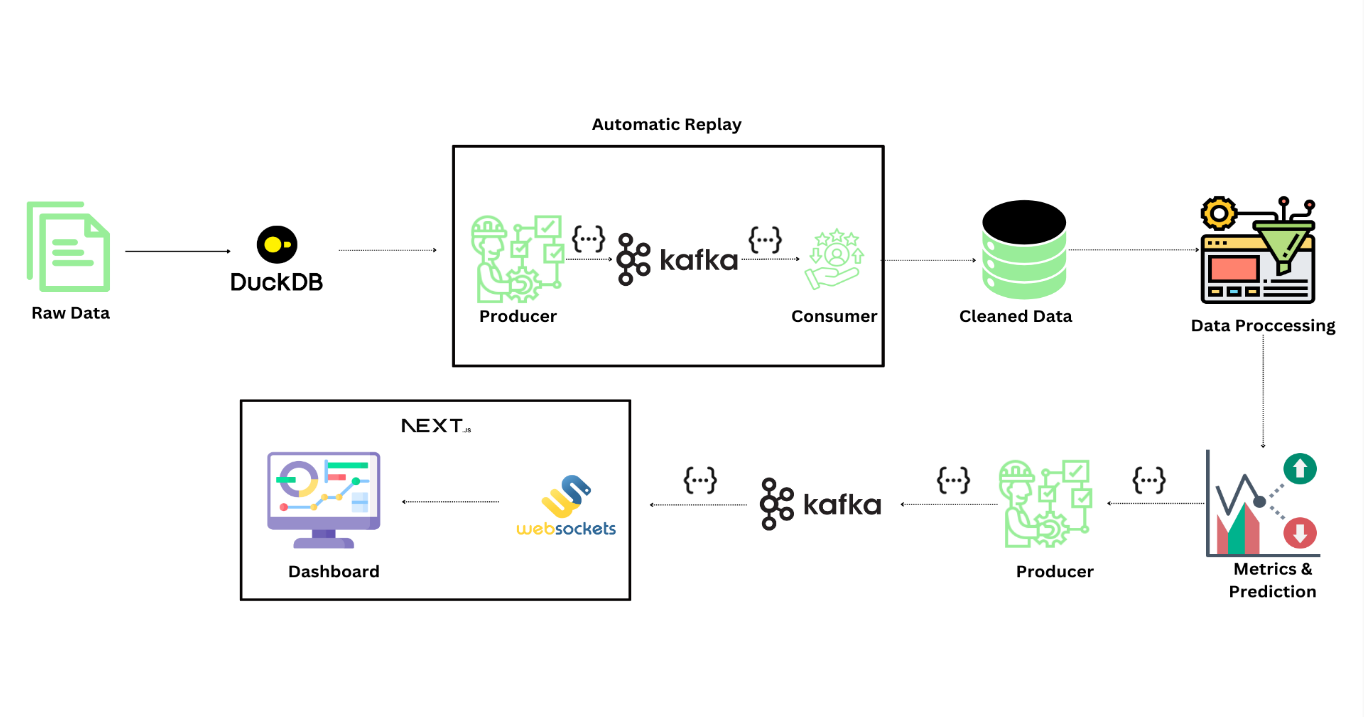 Automatic Replay
Raw Data
DuckDB
{...}
kafka
{...}
Producer
Consumer
Cleaned Data
Data Proccessing
NEXT.JS
Dashboard
websockets
{...}
kafka
{...}
Producer
{...}
Metrics &
Prediction